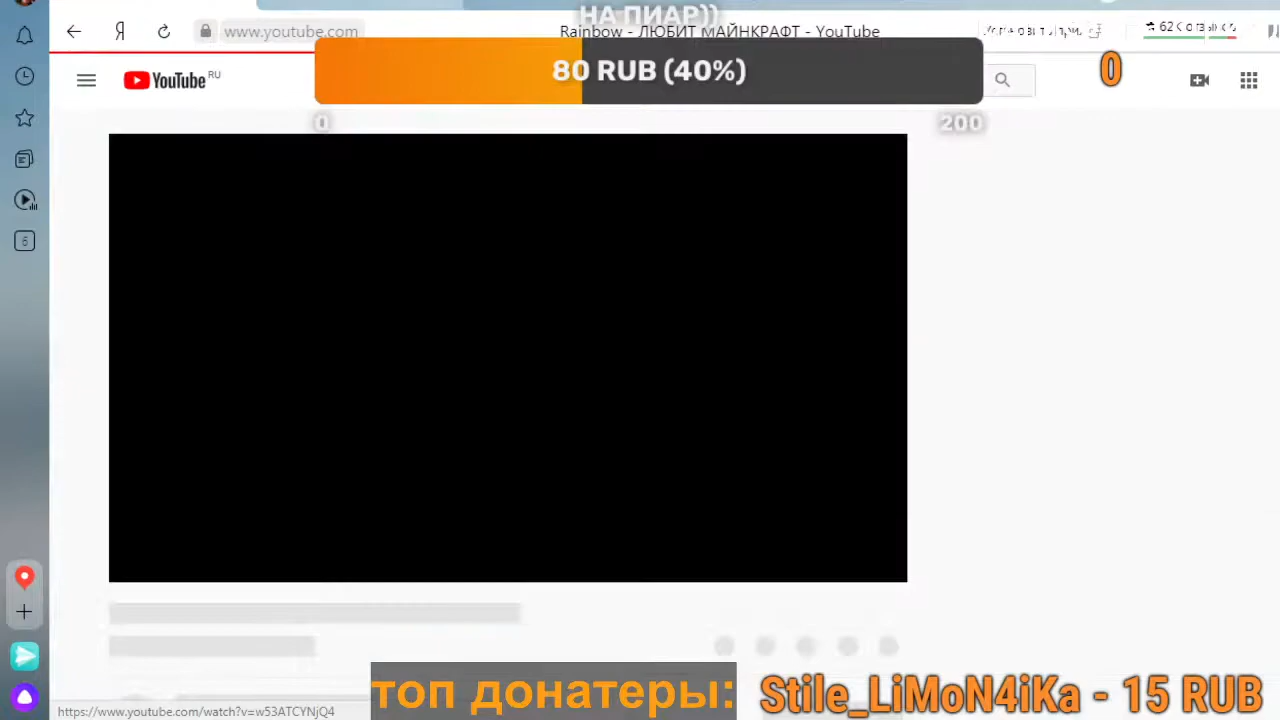 НА ПИАР))
Я www.youtube.com Rainbow - ЛЮБИТ МАЙНКРАФТ - YouTube
80 RUB (40%)
YouTube RU
0
0 200
6
топ донатеры: Stile_LiMoN4iKa - 15 RUB
https://www.youtube.com/watch?v=w53ATCYNjQ4